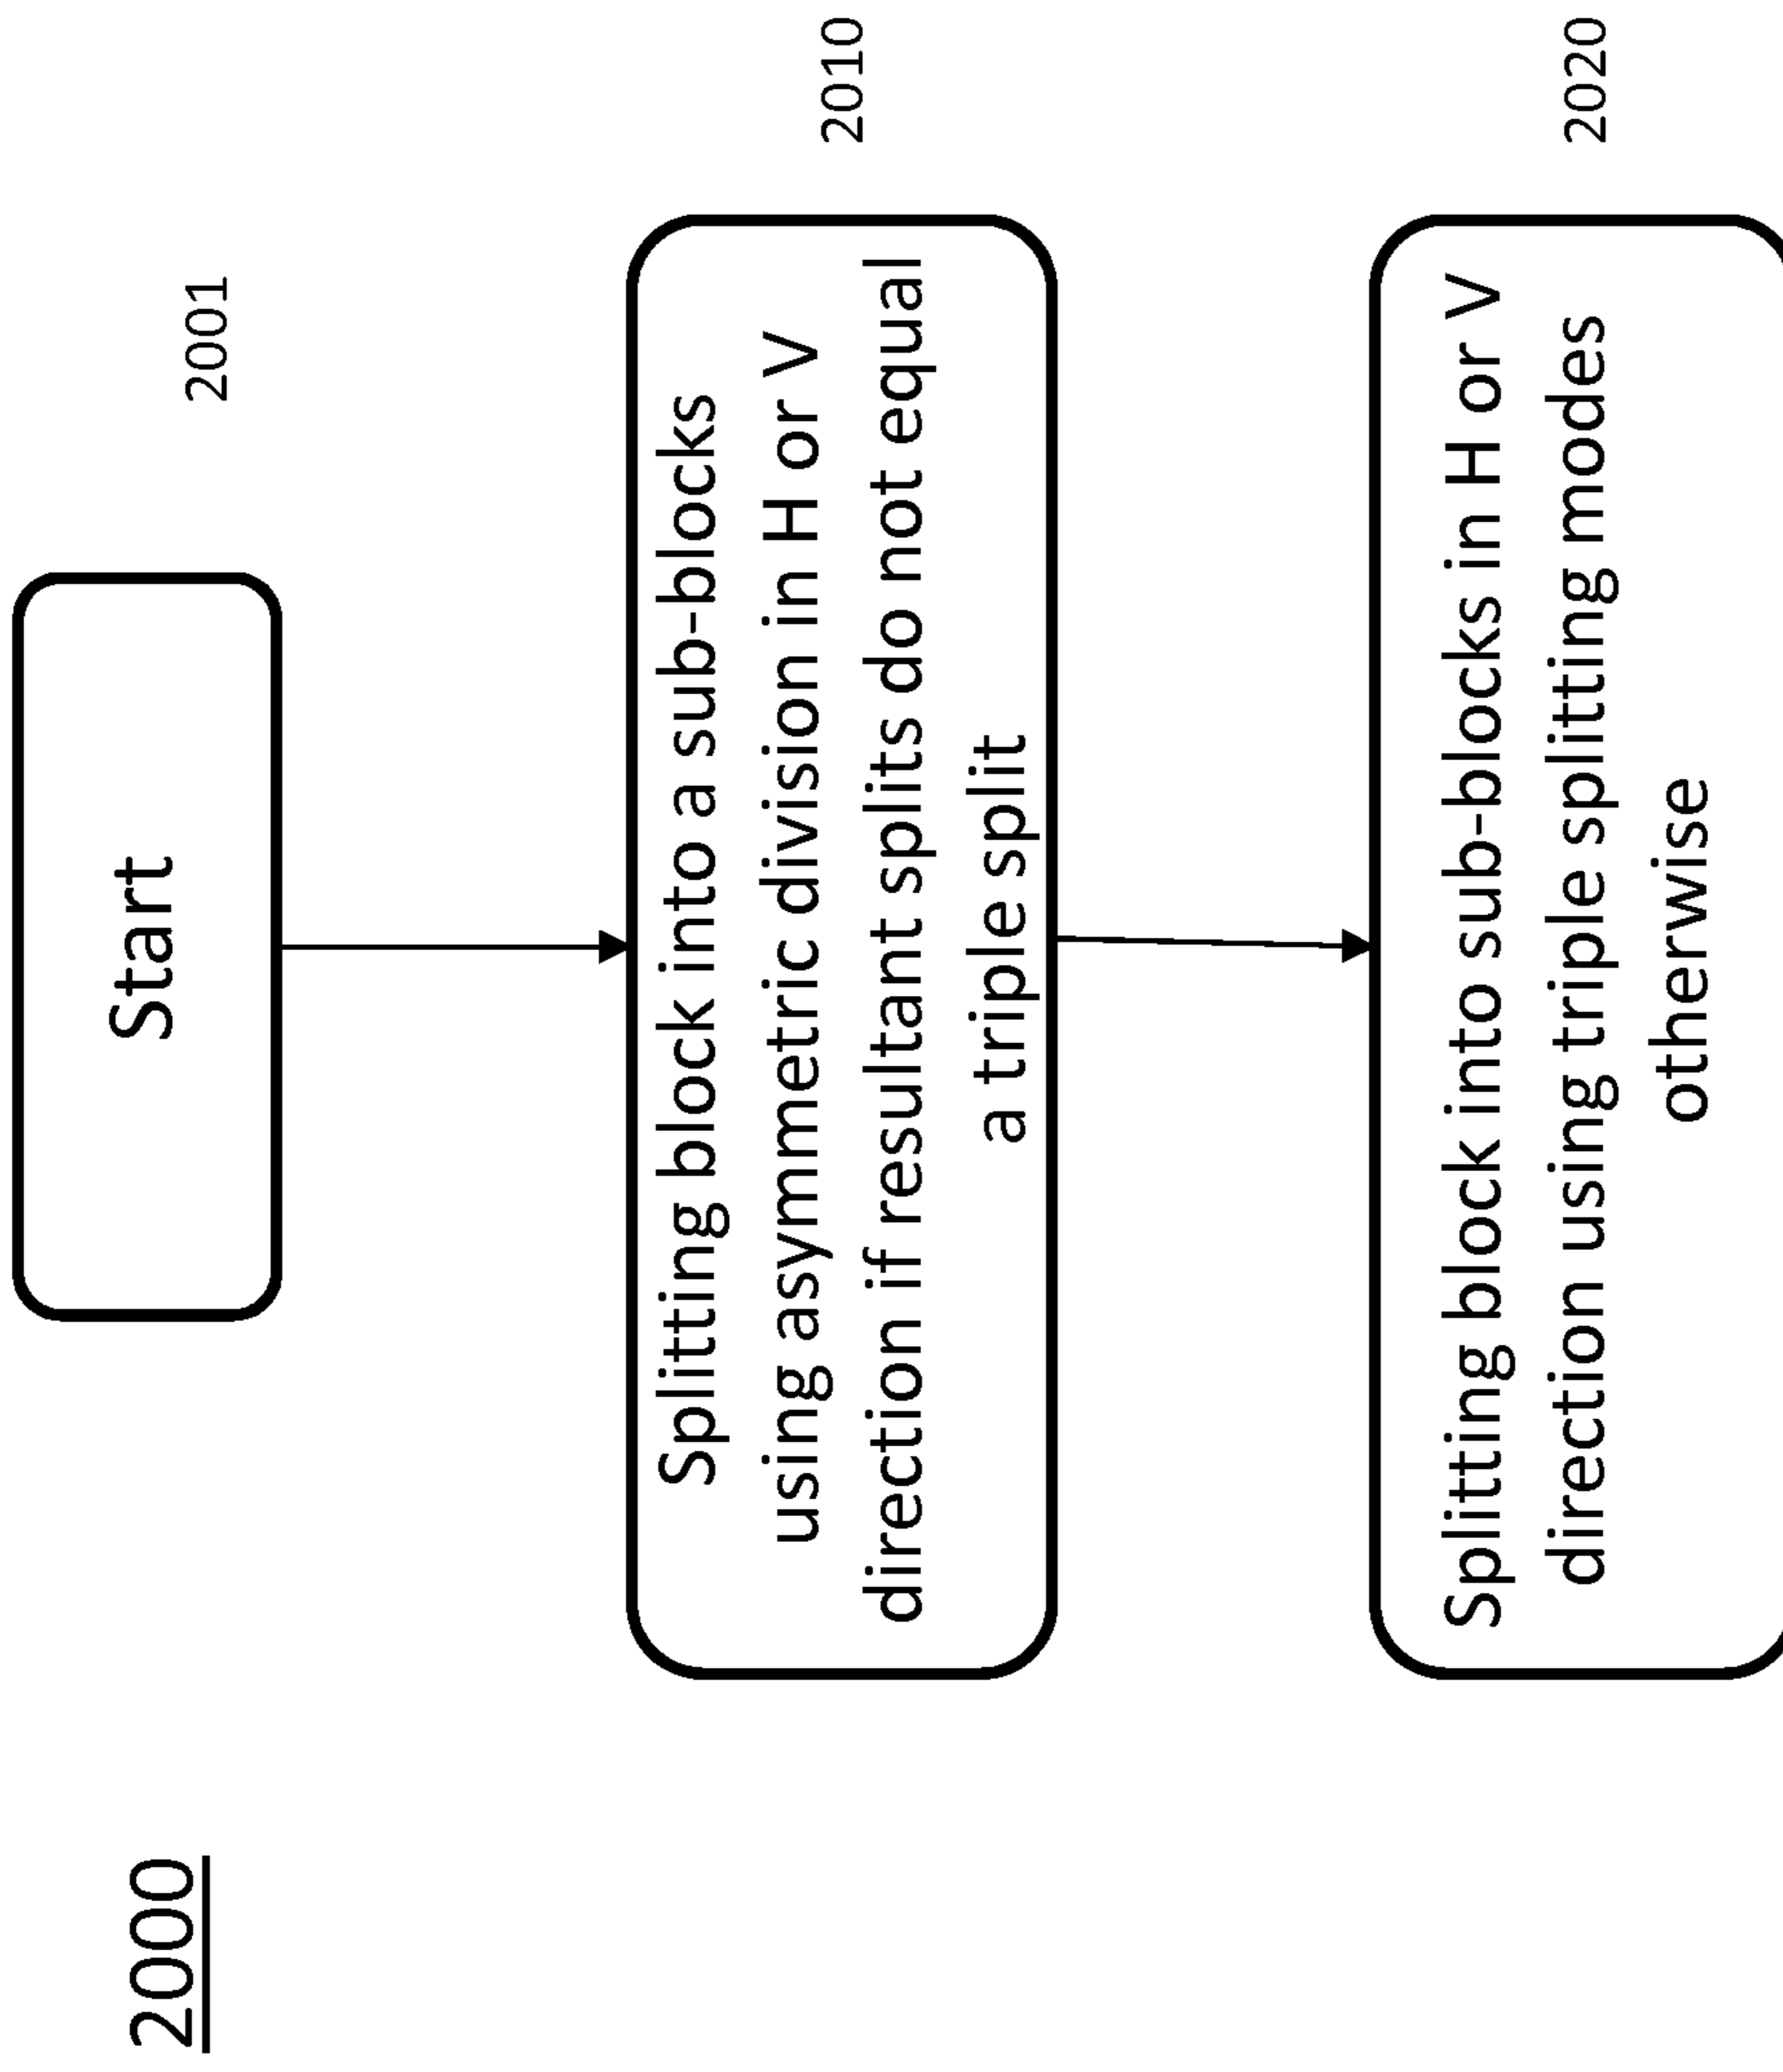 2000
Start
2001
Splitting block into a sub-blocks
using asymmetric division in H or V
direction if resultant splits do not equal
a triple split
2010
Splitting block into sub-blocks in H or V
direction using triple splitting modes
otherwise
2020